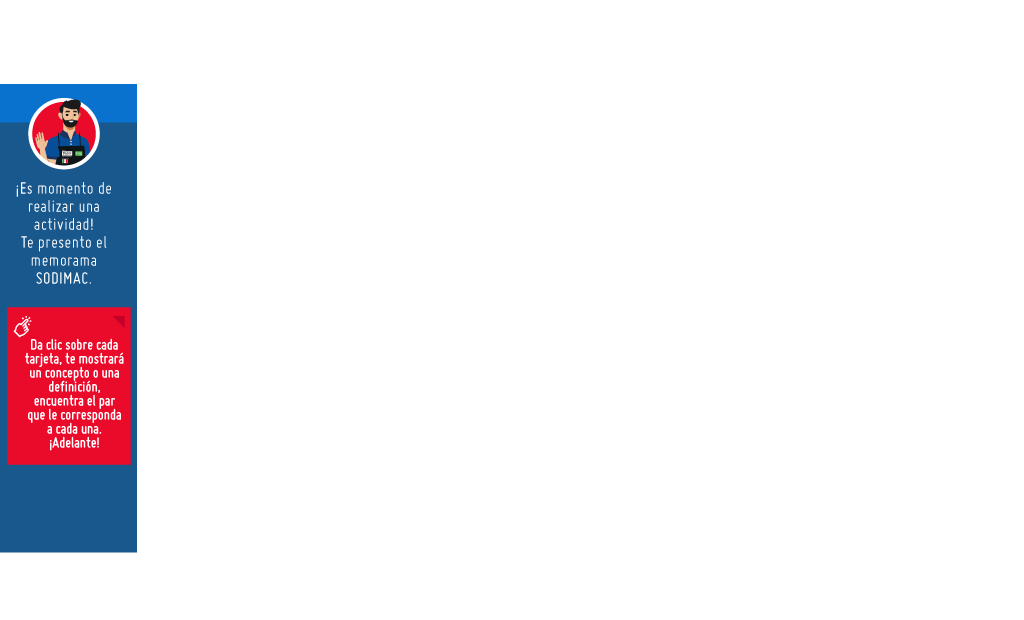 ¡Es momento de
realizar una
actividad!
Te presento el
memorama
SODIMAC.
Da clic sobre cada
tarjeta, te mostrará
un concepto o una
definición,
encuentra el par
que le corresponda
a cada una.
¡Adelante!